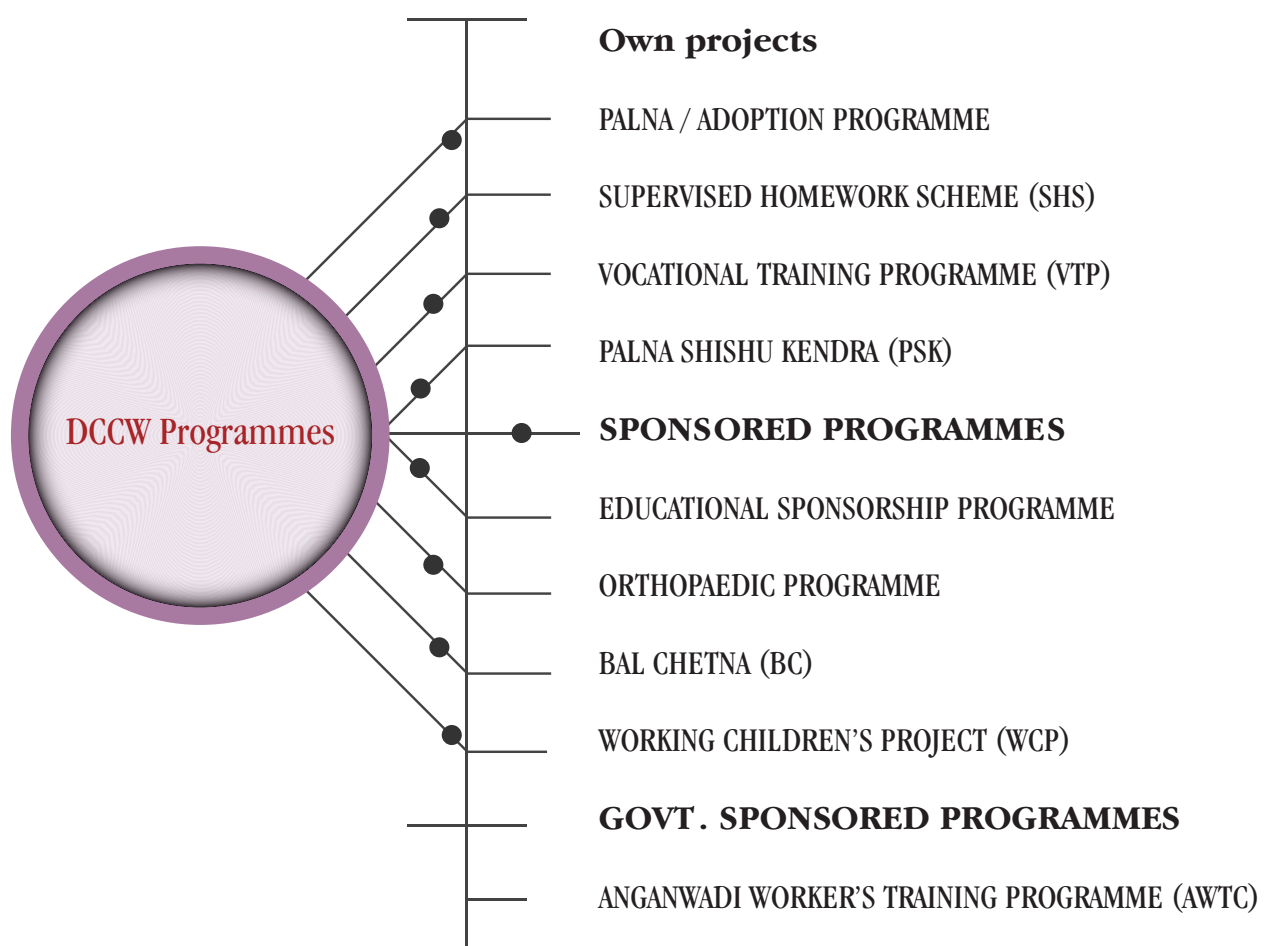 Own projects
PALNA / ADOPTION PROGRAMME
SUPERVISED HOMEWORK SCHEME (SHS)
VOCATIONAL TRAINING PROGRAMME (VTP)
PALNA SHISHU KENDRA (PSK)
DCCW Programmes
SPONSORED PROGRAMMES
EDUCATIONAL SPONSORSHIP PROGRAMME
ORTHOPAEDIC PROGRAMME
BAL CHETNA (BC)
WORKING CHILDREN'S PROJECT (WCP)
GOVT. SPONSORED PROGRAMMES
ANGANWADI WORKER'S TRAINING PROGRAMME (AWTC)